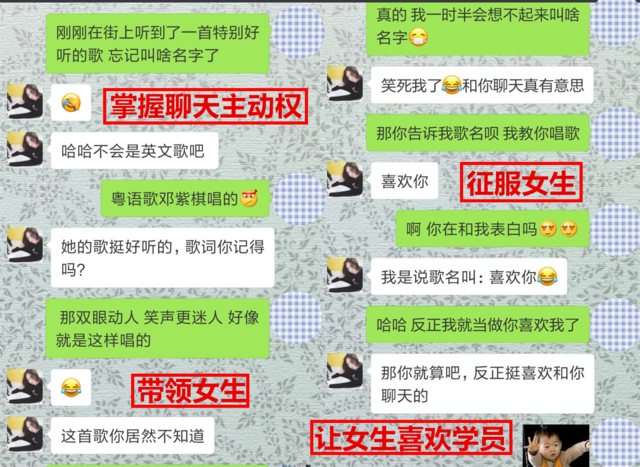 刚刚在街上听到了一首特别好
听的歌 忘记叫啥名字了
掌握聊天主动权
哈哈不会是英文歌吧
粤语歌邓紫棋唱的
她的歌挺好听的，歌词你记得
吗？
那双眼动人 笑声更迷人 好像
就是这样唱的
带领女生
这首歌你居然不知道
真的 我一时半会想不起来叫啥
名字
笑死我了😂和你聊天真有意思
那你告诉我歌名呗 我教你唱歌
喜欢你
征服女生
啊 你在和我表白吗
我是说歌名叫：喜欢你
哈哈 反正我就当做你喜欢我了
那你就算吧，反正挺喜欢和你
聊天的
让女生喜欢学员